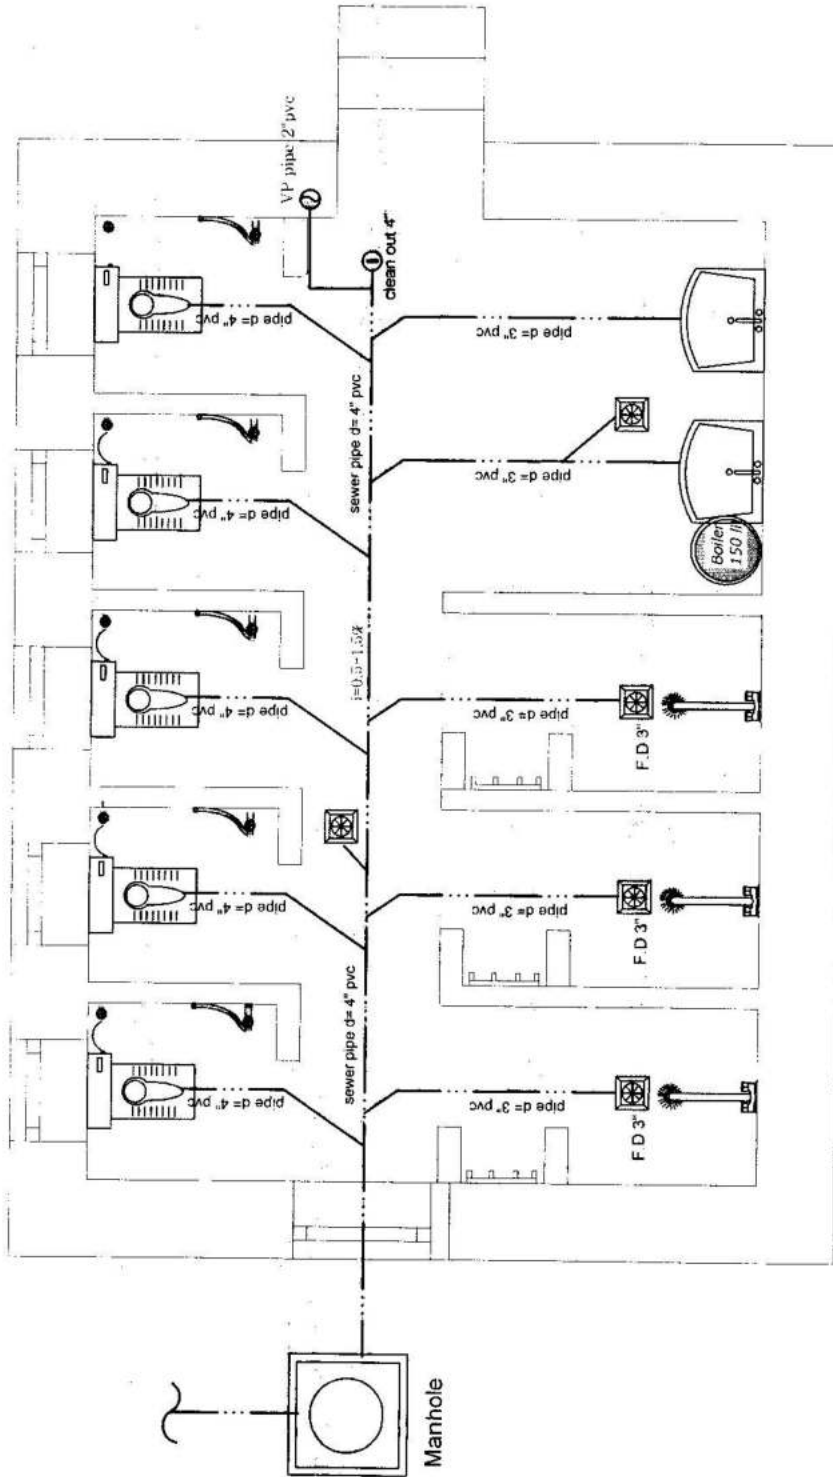 VP pipe 2"pvc
clean out 4"
pipe d= 4" pvc
pipe d= 3" pvc
sewer pipe d= 4" pvc
pipe d= 4" pvc
pipe d= 3" pvc
Boiler
150 lit
i=0.5-1.5%
pipe d= 4" pvc
pipe d= 3" pvc
F.D 3"
pipe d= 4" pvc
pipe d= 3" pvc
F.D 3"
sewer pipe d= 4" pvc
pipe d= 4" pvc
pipe d= 3" pvc
F.D 3"
Manhole